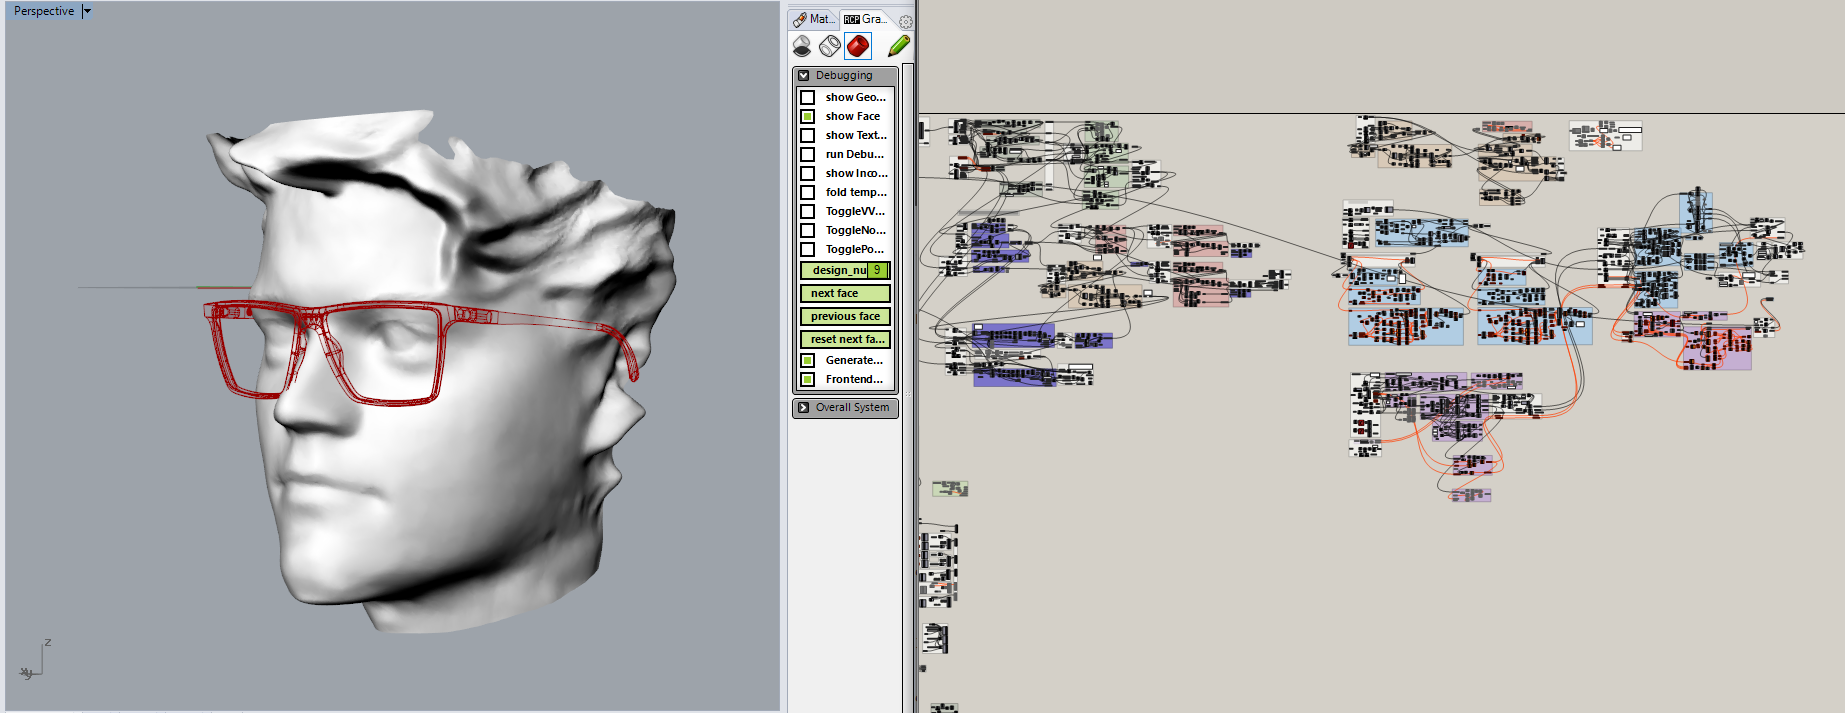 Perspective
Mat...
RCP Gra...
Debugging
show Geo...
show Face
show Text...
run Debu...
show Inco...
fold temp...
ToggleVV...
ToggleNo...
TogglePo...
design_nu 9
next face
previous face
reset next fa...
Generate...
Frontend...
Overall System
z